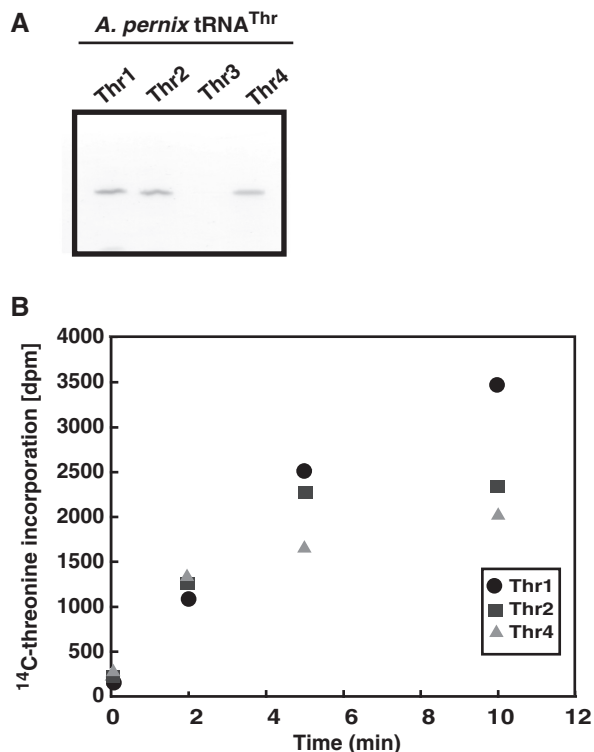 A
A. pernix tRNAThr
Thr1 Thr2 Thr3 Thr4
B
4000
3500
3000
2500
2000
1500
1000
500
0
14C-threonine incorporation [dpm]
Thr1
Thr2
Thr4
0 2 4 6 8 10 12
Time (min)